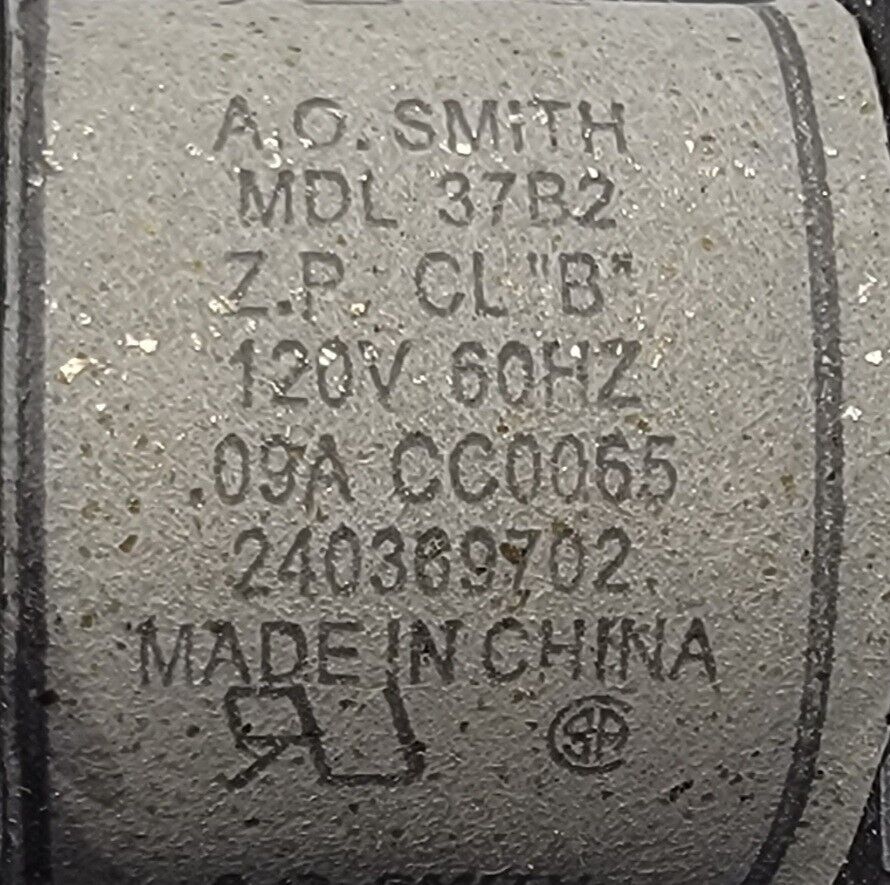 A.O. SMiTH
MDL 37B2
Z.P. CL "B"
120V 60HZ
.09A CC0065
240369702
MADE IN CHINA